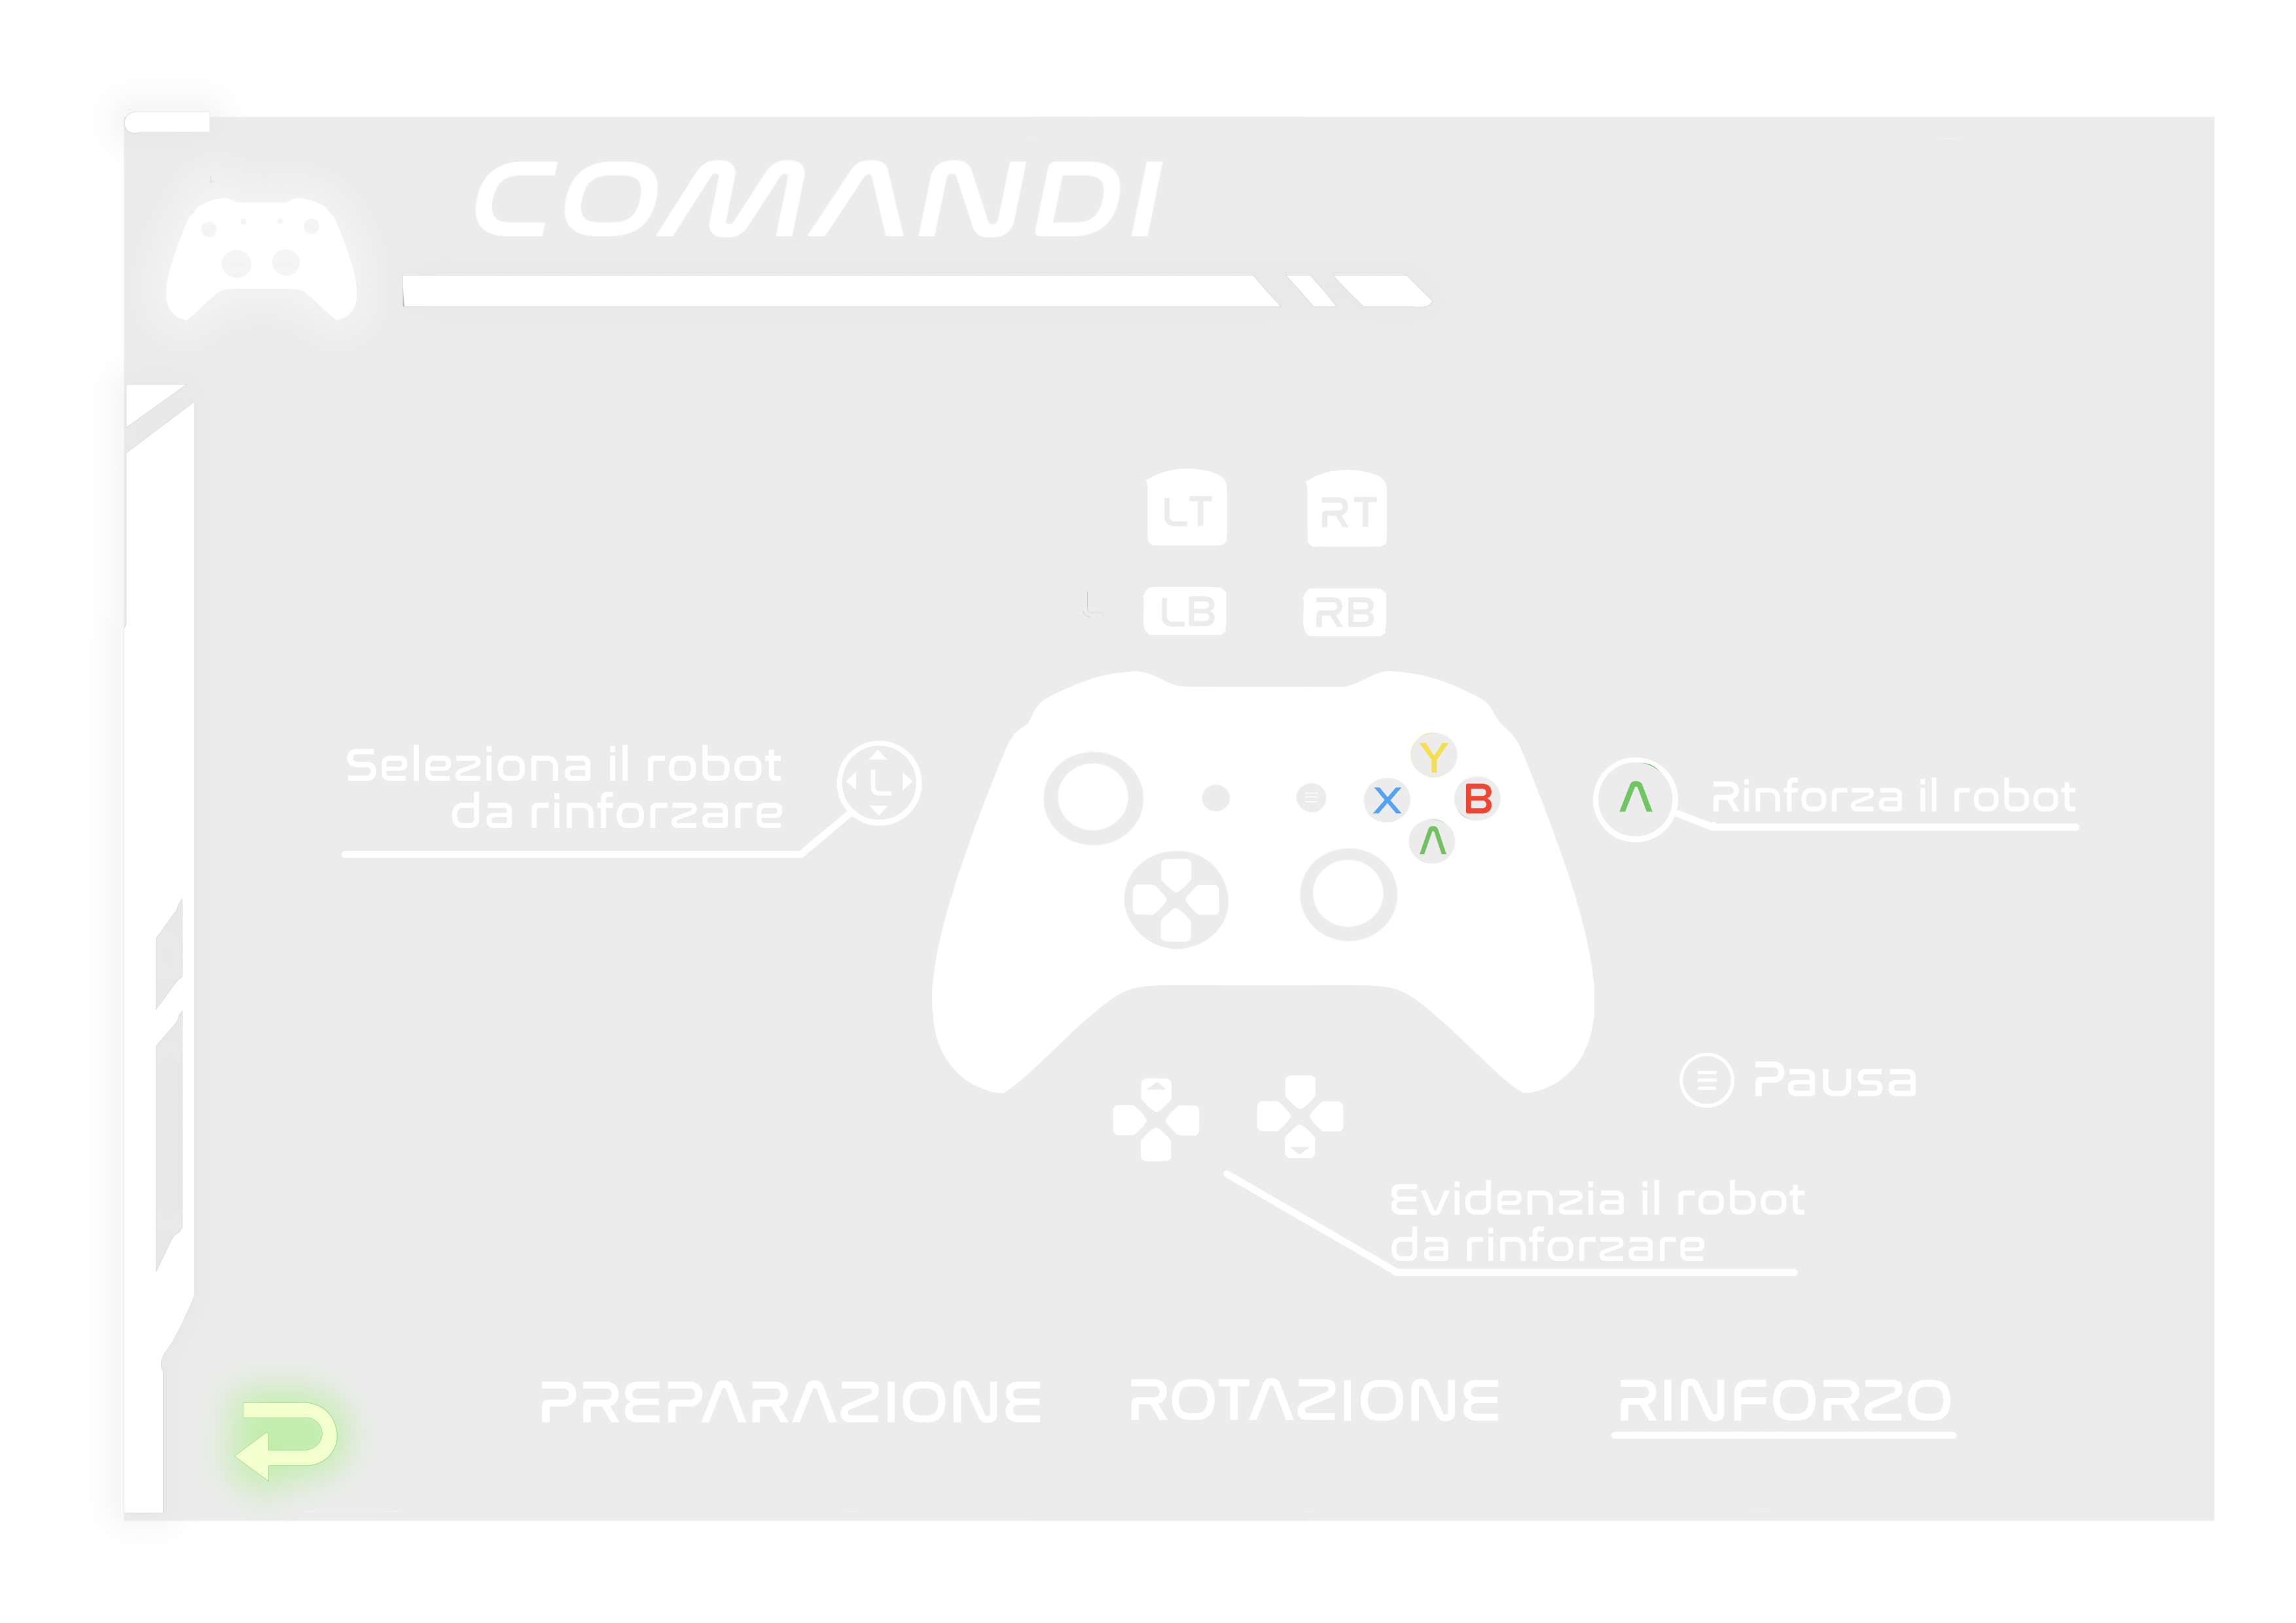 COMANDI
LT RT
LB RB
Seleziona il robot
da rinforzare
L
Y
X B
A
A
Rinforza il robot
Pausa
Evidenzia il robot
da rinforzare
PREPARAZIONE ROTAZIONE RINFORZO